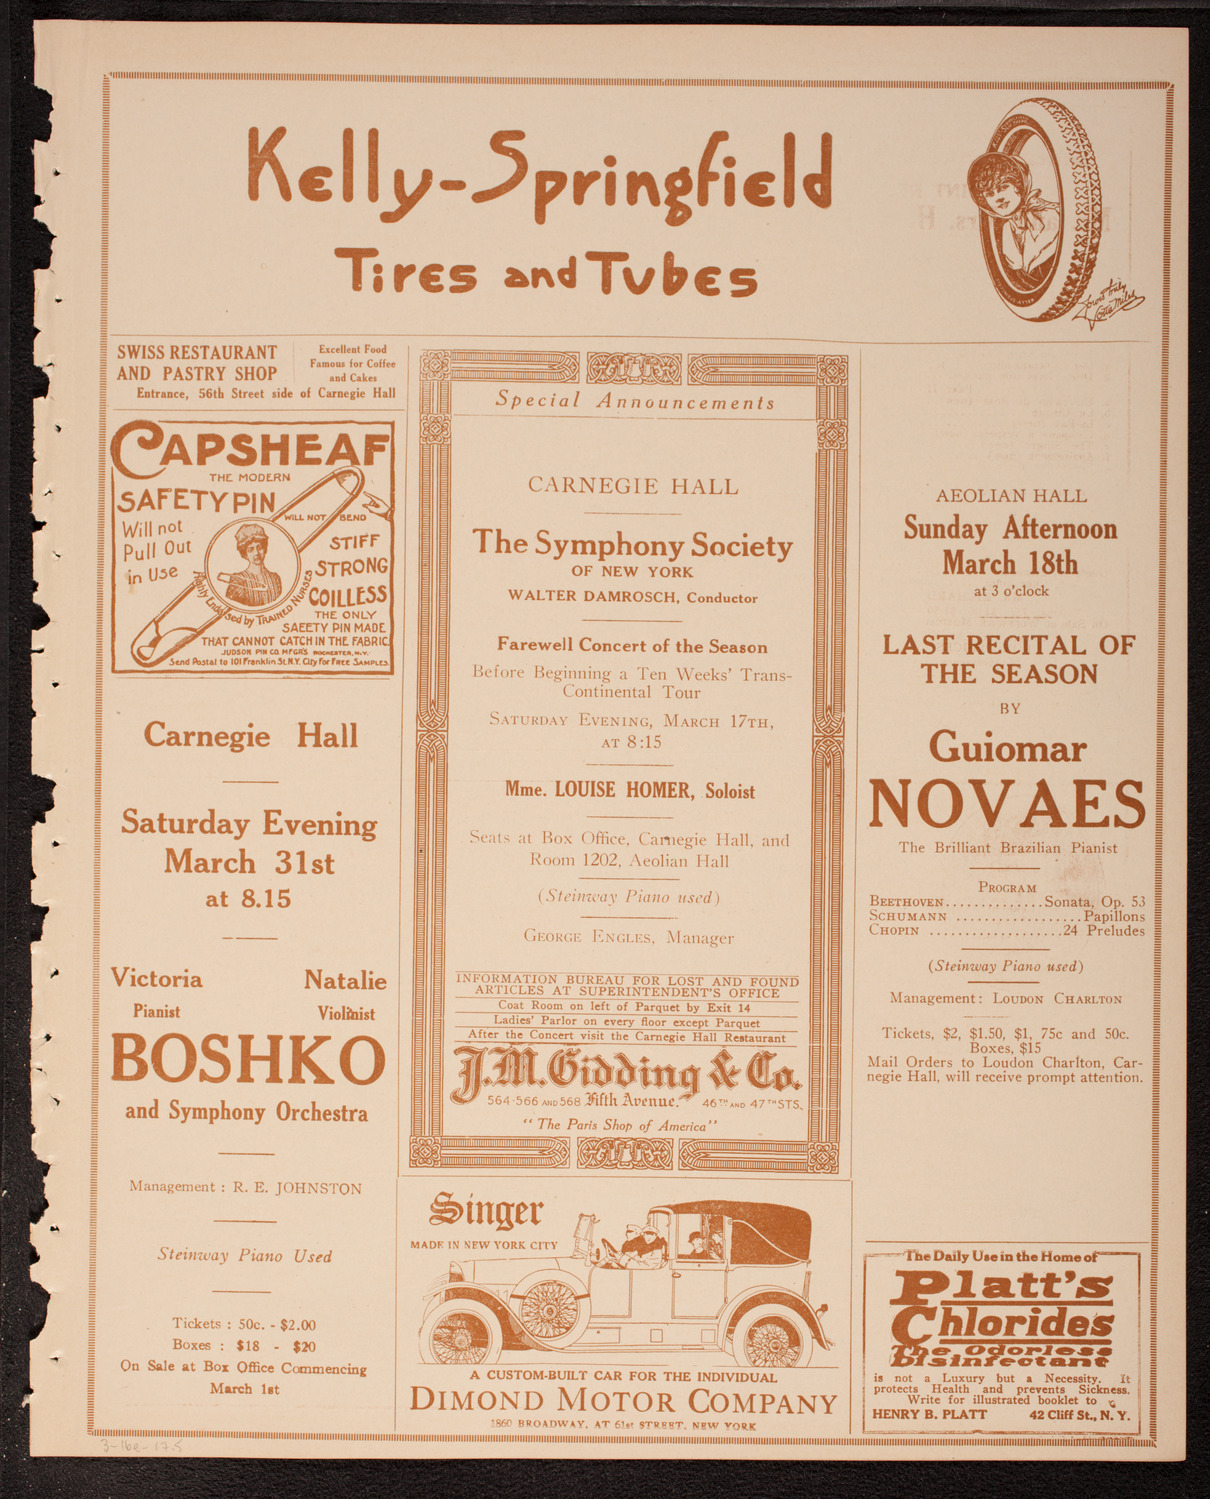 Kelly-Springfield
Tires and Tubes
Yours truly
Lotta Miles
SWISS RESTAURANT
AND PASTRY SHOP
Excellent Food
Famous for Coffee
and Cakes
Entrance, 56th Street side of Carnegie Hall
CAPSHEAF
THE MODERN
SAFETY PIN
WILL NOT BEND
Will not
Pull Out
in Use
STIFF
STRONG
COILLESS
Highly Endorsed by TRAINED NURSES
THE ONLY
SAEETY PIN MADE
THAT CANNOT CATCH IN THE FABRIC.
JUDSON PIN CO. MFGR'S ROCHESTER, N.Y.
Send Postal to 101 Franklin St. N.Y. City for FREE SAMPLES.
Carnegie Hall
Saturday Evening
March 31st
at 8.15
Victoria Natalie
Pianist Violinist
BOSHKO
and Symphony Orchestra
Management : R. E. JOHNSTON
Steinway Piano Used
Tickets : 50c. - $2.00
Boxes : $18 - $20
On Sale at Box Office Commencing
March 1st
Special Announcements
CARNEGIE HALL
The Symphony Society
OF NEW YORK
WALTER DAMROSCH, Conductor
Farewell Concert of the Season
Before Beginning a Ten Weeks' Trans-
Continental Tour
SATURDAY EVENING, MARCH 17TH,
AT 8:15
Mme. LOUISE HOMER, Soloist
Seats at Box Office, Carnegie Hall, and
Room 1202, Aeolian Hall
(Steinway Piano used)
GEORGE ENGLES, Manager
INFORMATION BUREAU FOR LOST AND FOUND
ARTICLES AT SUPERINTENDENT'S OFFICE
Coat Room on left of Parquet by Exit 14
Ladies' Parlor on every floor except Parquet
After the Concert visit the Carnegie Hall Restaurant
J.M. Gidding & Co.
564-566 AND 568 Fifth Avenue. 46TH AND 47TH STS.
"The Paris Shop of America"
Singer
MADE IN NEW YORK CITY
A CUSTOM-BUILT CAR FOR THE INDIVIDUAL
DIMOND MOTOR COMPANY
1860 BROADWAY, AT 61st STREET, NEW YORK
AEOLIAN HALL
Sunday Afternoon
March 18th
at 3 o'clock
LAST RECITAL OF
THE SEASON
BY
Guiomar
NOVAES
The Brilliant Brazilian Pianist
PROGRAM
BEETHOVEN.............Sonata, Op. 53
SCHUMANN .................Papillons
CHOPIN ..................24 Preludes
(Steinway Piano used)
Management: LOUDON CHARLTON
Tickets, $2, $1.50, $1, 75c and 50c.
Boxes, $15
Mail Orders to Loudon Charlton, Car-
negie Hall, will receive prompt attention.
The Daily Use in the Home of
Platt's
Chlorides
The Odorless
Disinfectant
is not a Luxury but a Necessity. It
protects Health and prevents Sickness.
Write for illustrated booklet to
HENRY B. PLATT 42 Cliff St., N. Y.
3-16e-17.5